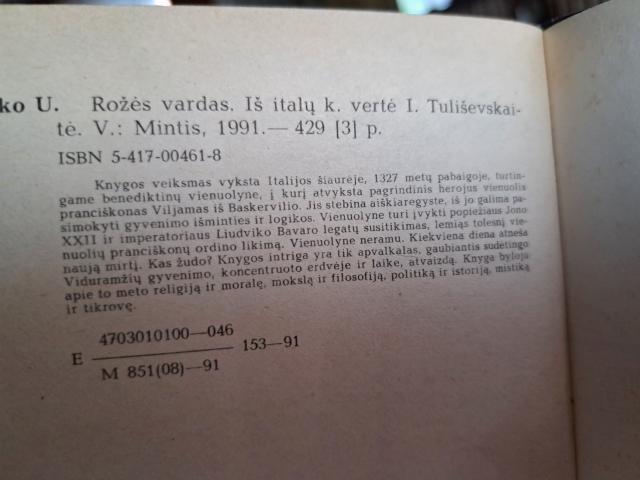 ko U. Rožės vardas. Iš italų k. vertė I. Tuliševskai-
tė. V.: Mintis, 1991.— 429 [3] p.
ISBN 5-417-00461-8
Knygos veiksmas vyksta Italijos šiaurėje, 1327 metų pabaigoje, turtin-
game benediktinų vienuolyne, į kurį atvyksta pagrindinis herojus vienuolis
pranciškonas Viljamas iš Baskervilio. Jis stebina aiškiaregyste, iš jo galima pa-
simokyti gyvenimo išminties ir logikos. Vienuolyne turi įvykti popiežiaus Jono
XXII ir imperatoriaus Liudviko Bavaro legatų susitikimas, lemiąs tolesnį vie-
nuolių pranciškonų ordino likimą. Vienuolyne neramu. Kiekviena diena atneša
naują mirtį. Kas žudo? Knygos intriga yra tik apvalkalas, gaubiantis sudėtingo
Viduramžių gyvenimo, koncentruoto erdvėje ir laike, atvaizdą. Knyga byloja
apie to meto religiją ir moralę, mokslą ir filosofiją, politiką ir istoriją, mistiką
ir tikrovę.
E 4703010100—046 153—91
M 851(08)—91